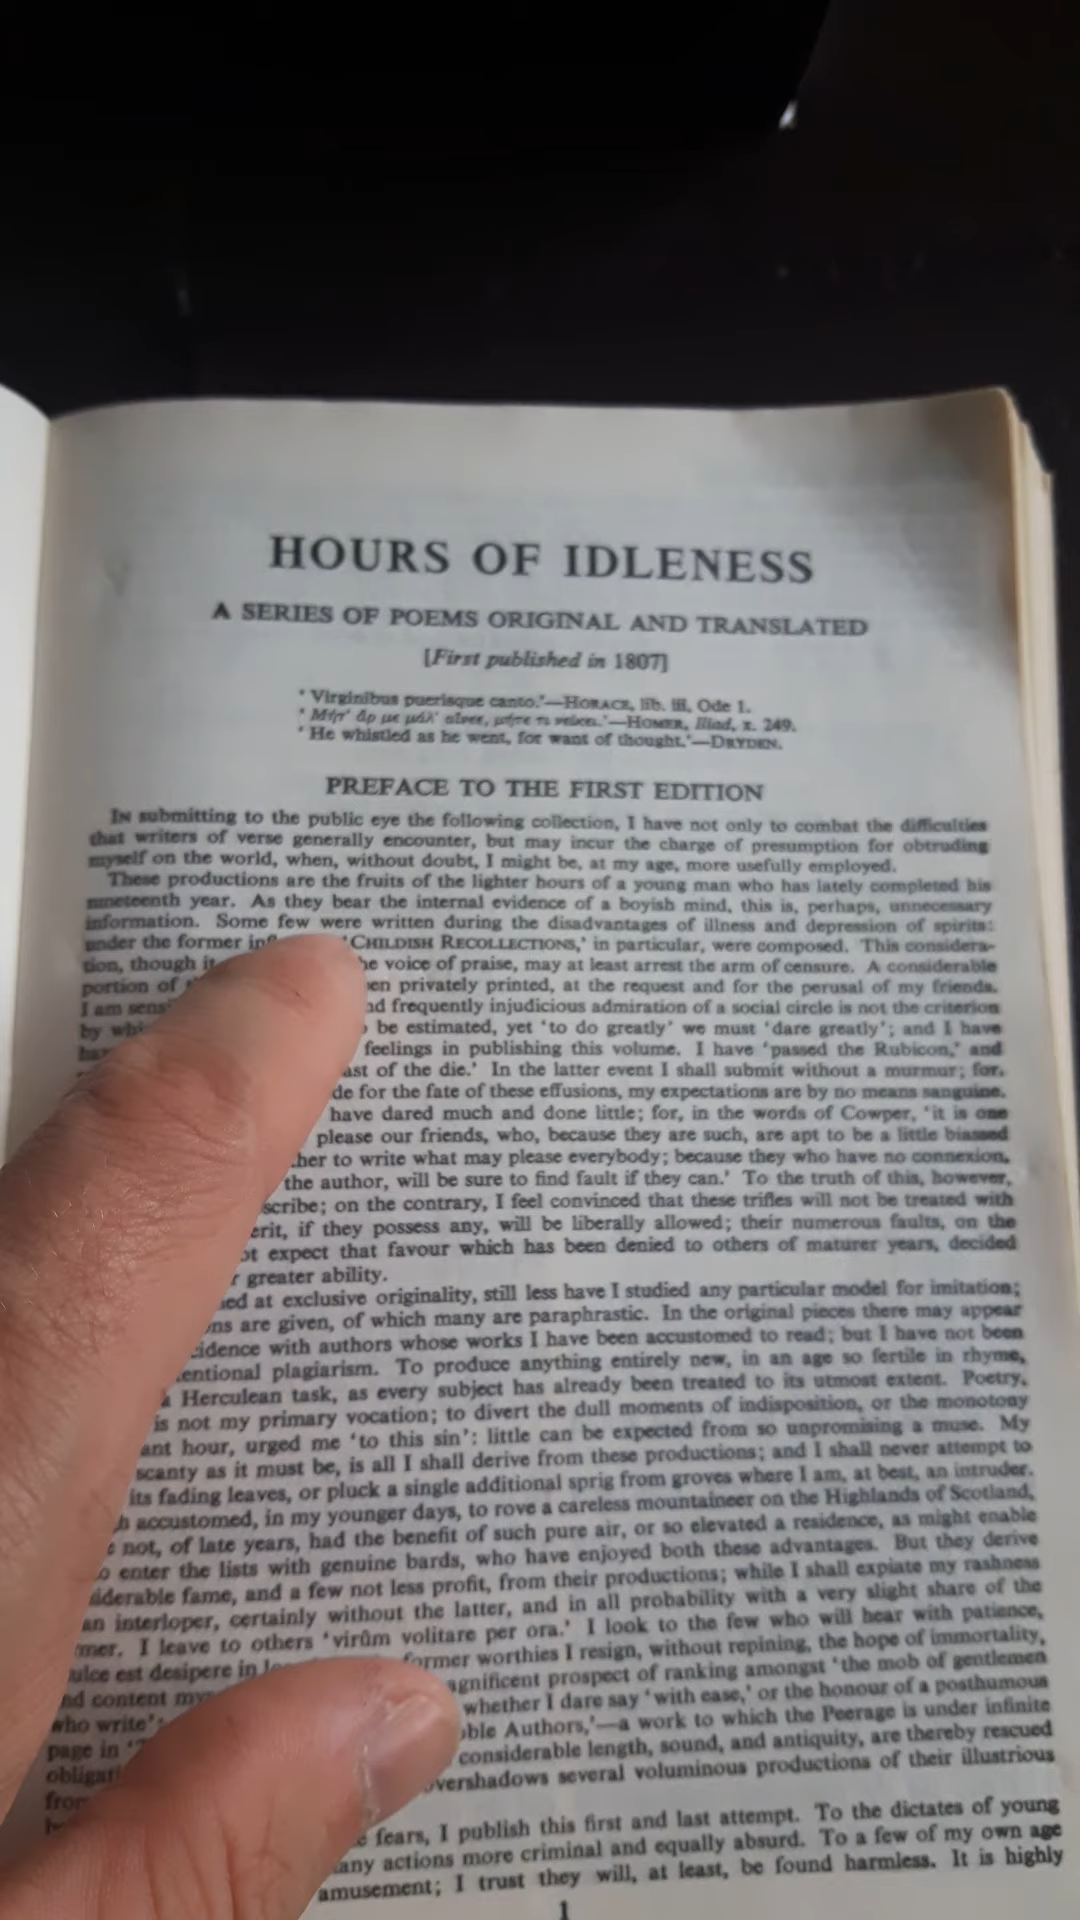 HOURS OF IDLENESS
A SERIES OF POEMS ORIGINAL AND TRANSLATED
[First published in 1807]
' Virginibus puerisque canto.'—HORACE, lib. iii, Ode 1.
' Μήτ' ἄρ με μάλ' αἴνεε, μήτε τι νείκει.'—HOMER, Iliad, x. 249.
' He whistled as he went, for want of thought.'—DRYDEN.
PREFACE TO THE FIRST EDITION
IN submitting to the public eye the following collection, I have not only to combat the difficulties
that writers of verse generally encounter, but may incur the charge of presumption for obtruding
myself on the world, when, without doubt, I might be, at my age, more usefully employed.
These productions are the fruits of the lighter hours of a young man who has lately completed his
nineteenth year. As they bear the internal evidence of a boyish mind, this is, perhaps, unnecessary
information. Some few were written during the disadvantages of illness and depression of spirits:
under the former 'CHILDISH RECOLLECTIONS,' in particular, were composed. This considera-
tion, though it voice of praise, may at least arrest the arm of censure. A considerable
portion of privately printed, at the request and for the perusal of my friends.
I am frequently injudicious admiration of a social circle is not the criterion
by be estimated, yet 'to do greatly' we must 'dare greatly'; and I have
feelings in publishing this volume. I have 'passed the Rubicon,' and
of the die.' In the latter event I shall submit without a murmur; for,
for the fate of these effusions, my expectations are by no means sanguine.
have dared much and done little; for, in the words of Cowper, 'it is one
please our friends, who, because they are such, are apt to be a little biassed
to write what may please everybody; because they who have no connexion,
the author, will be sure to find fault if they can.' To the truth of this, however,
on the contrary, I feel convinced that these trifles will not be treated with
if they possess any, will be liberally allowed; their numerous faults, on the
expect that favour which has been denied to others of maturer years, decided
greater ability.
at exclusive originality, still less have I studied any particular model for imitation;
are given, of which many are paraphrastic. In the original pieces there may appear
with authors whose works I have been accustomed to read; but I have not been
plagiarism. To produce anything entirely new, in an age so fertile in rhyme,
Herculean task, as every subject has already been treated to its utmost extent. Poetry,
is not my primary vocation; to divert the dull moments of indisposition, or the monotony
hour, urged me 'to this sin': little can be expected from so unpromising a muse. My
scanty as it must be, is all I shall derive from these productions; and I shall never attempt to
its fading leaves, or pluck a single additional sprig from groves where I am, at best, an intruder.
accustomed, in my younger days, to rove a careless mountaineer on the Highlands of Scotland,
not, of late years, had the benefit of such pure air, or so elevated a residence, as might enable
enter the lists with genuine bards, who have enjoyed both these advantages. But they derive
fame, and a few not less profit, from their productions; while I shall expiate my rashness
an interloper, certainly without the latter, and in all probability with a very slight share of the
I leave to others 'virûm volitare per ora.' I look to the few who will hear with patience,
est desipere in former worthies I resign, without repining, the hope of immortality,
content prospect of ranking amongst 'the mob of gentlemen
who write': whether I dare say 'with ease,' or the honour of a posthumous
page in Authors,'—a work to which the Peerage is under infinite
considerable length, sound, and antiquity, are thereby rescued
overshadows several voluminous productions of their illustrious
fears, I publish this first and last attempt. To the dictates of young
many actions more criminal and equally absurd. To a few of my own age
amusement; I trust they will, at least, be found harmless. It is highly
1